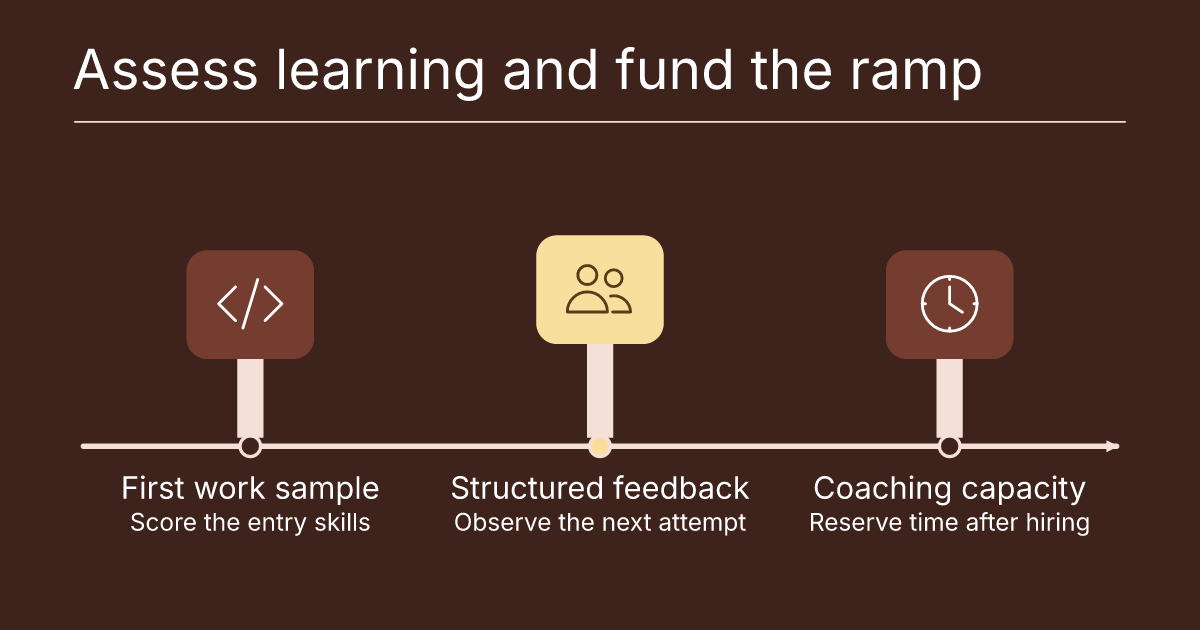 Assess learning and fund the ramp
First work sample
Score the entry skills
Structured feedback
Observe the next attempt
Coaching capacity
Reserve time after hiring